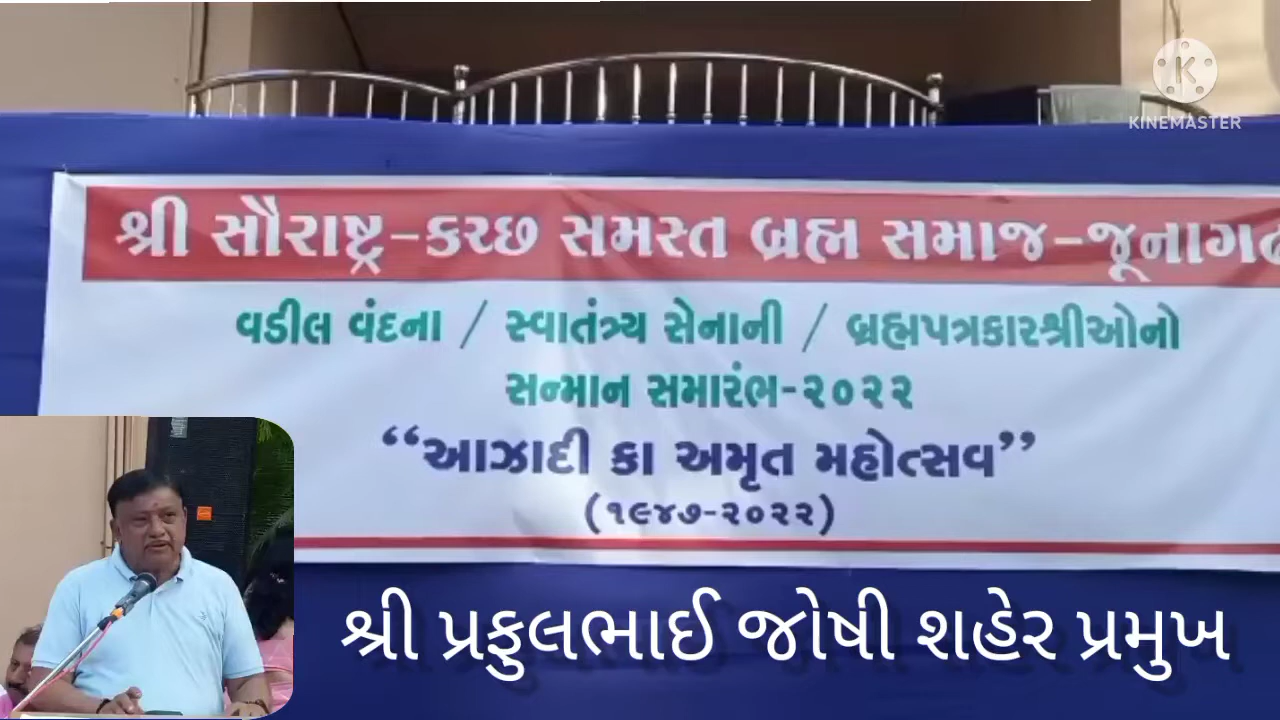 KINEMASTER
શ્રી સૌરાષ્ટ્ર-કચ્છ સમસ્ત બ્રહ્મ સમાજ-જૂનાગઢ
વડીલ વંદના / સ્વાતંત્ર્ય સેનાની / બ્રહ્મપત્રકારશ્રીઓનો
સન્માન સમારંભ-૨૦૨૨
“આઝાદી કા અમૃત મહોત્સવ”
(૧૯૪૭-૨૦૨૨)
શ્રી પ્રફુલભાઈ જોષી શહેર પ્રમુખ